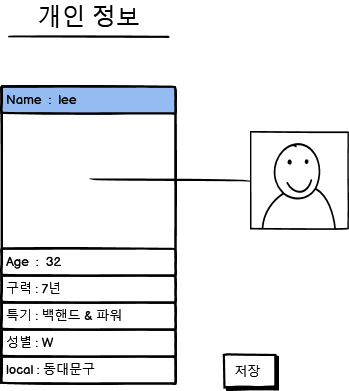 개인 정보
Name : lee
Age : 32
구력 : 7년
특기 : 백핸드 & 파워
성별 : W
local : 동대문구
저장